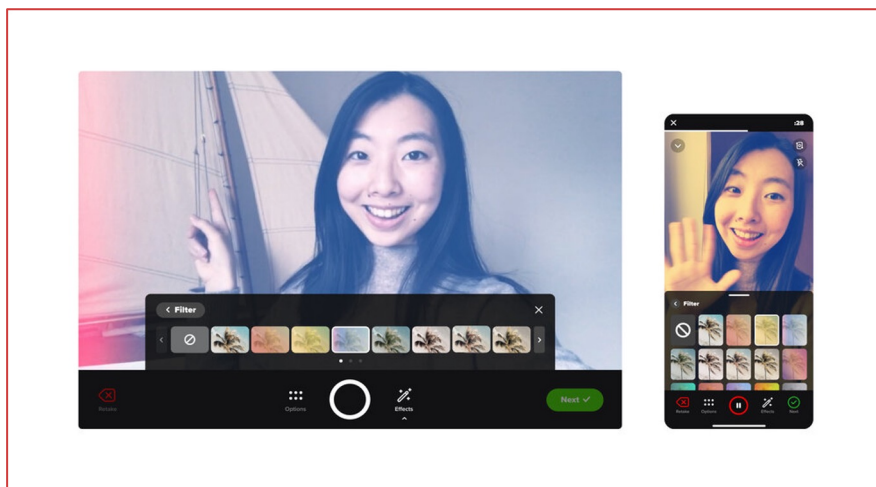 Filter
Retake
Options
Effects
Next
:28
Filter
Retake
Options
Effects
Next